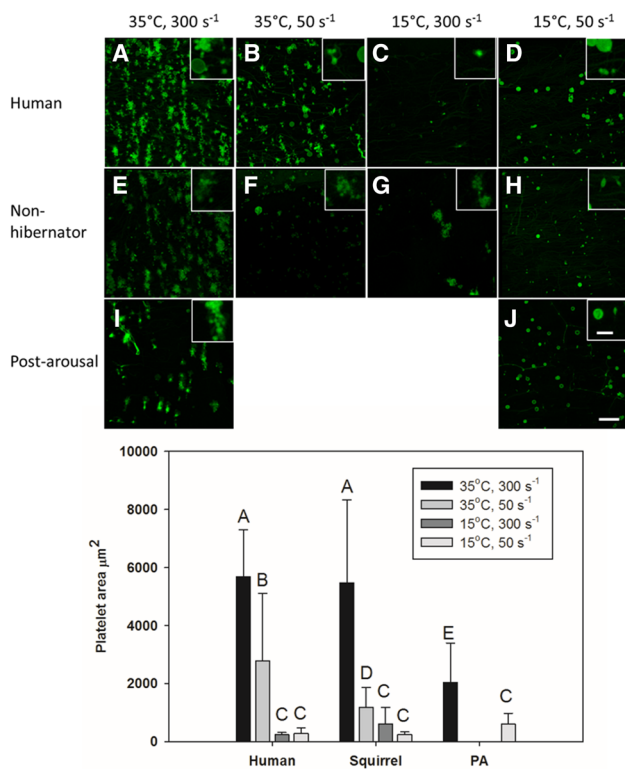 35°C, 300 s⁻¹ 35°C, 50 s⁻¹ 15°C, 300 s⁻¹ 15°C, 50 s⁻¹
Human
A B C D
Non-
hibernator
E F G H
Post-arousal
I J
10000
8000
6000
4000
2000
0
Platelet area μm²
35°C, 300 s⁻¹
35°C, 50 s⁻¹
15°C, 300 s⁻¹
15°C, 50 s⁻¹
A B C C
A D C C
E C
Human Squirrel PA